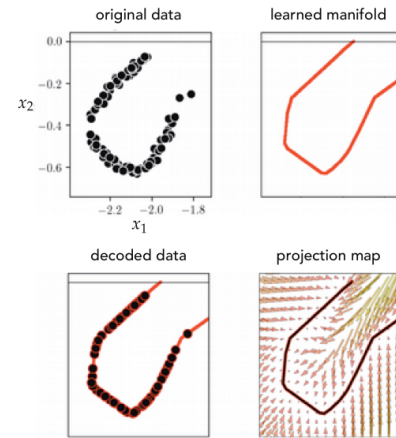 original data
learned manifold
0.0
−0.2
x2
−0.4
−0.6
−2.2 −2.0 −1.8
x1
decoded data
projection map